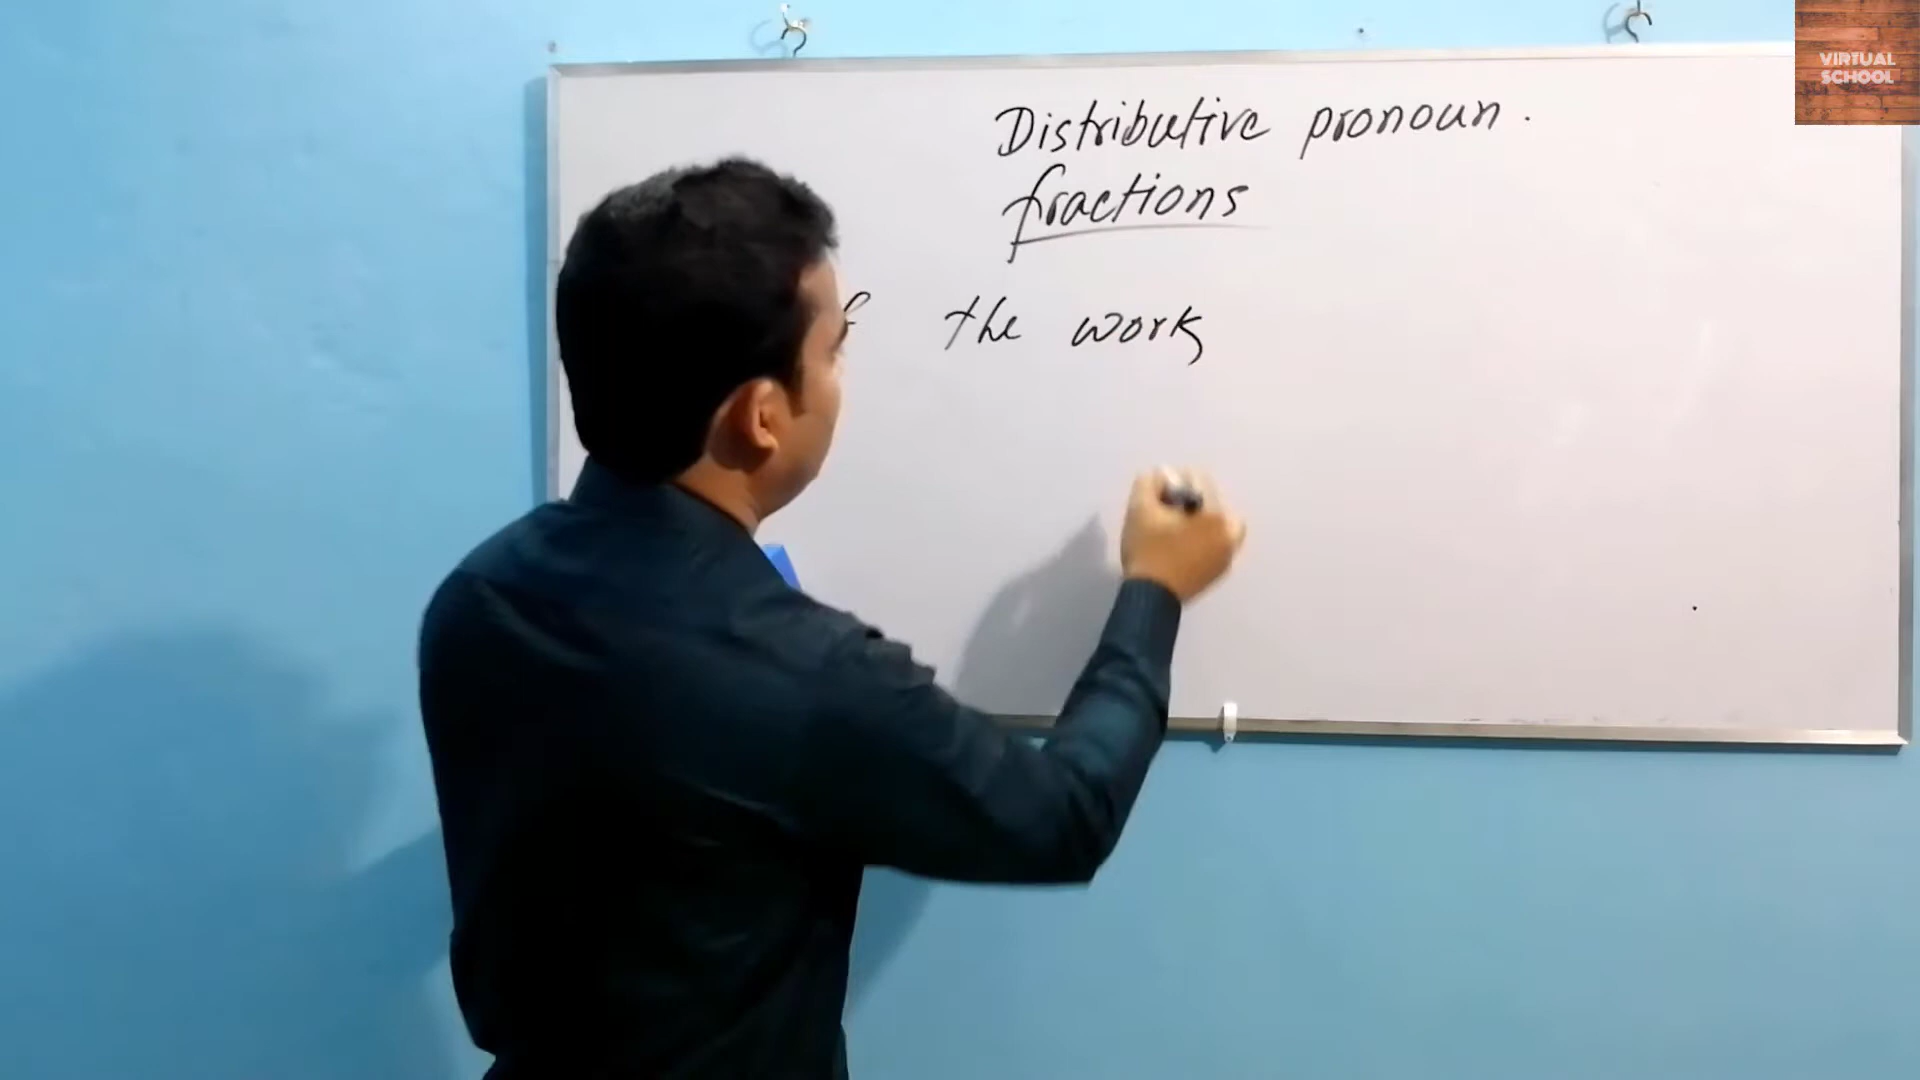 Distributive pronoun.
fractions
the work
VIRTUAL
SCHOOL